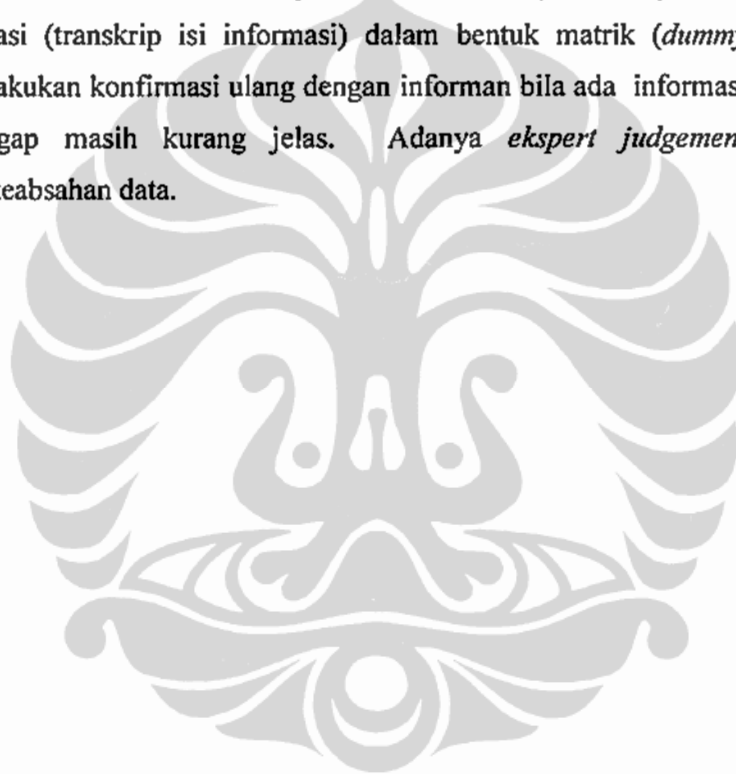 asi (transkrip isi informasi) dalam bentuk matrik (dummy
akukan konfirmasi ulang dengan informan bila ada informas
gap masih kurang jelas. Adanya ekspert judgemen
keabsahan data.